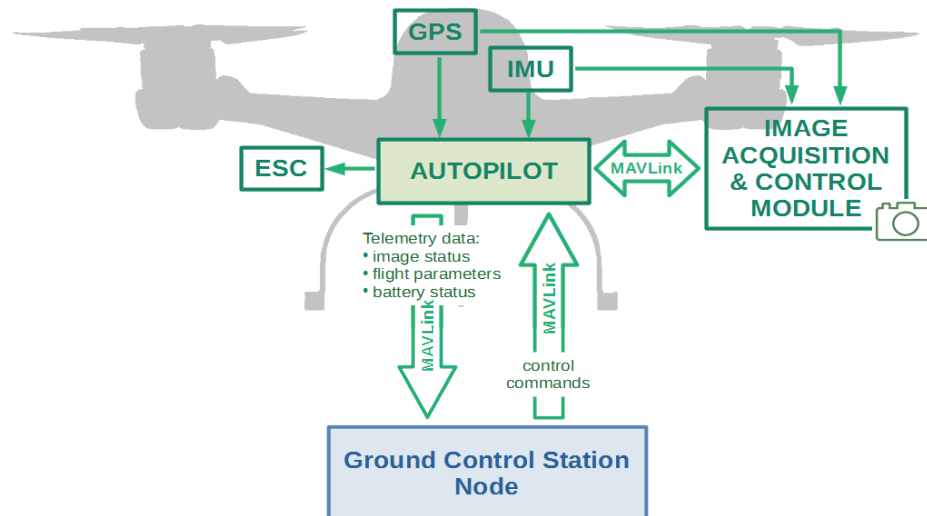 GPS
IMU
IMAGE
ACQUISITION
& CONTROL
MODULE
ESC
AUTOPILOT
MAVLink
Telemetry data:
• image status
• flight parameters
• battery status
MAVLink
MAVLink
control
commands
Ground Control Station
Node